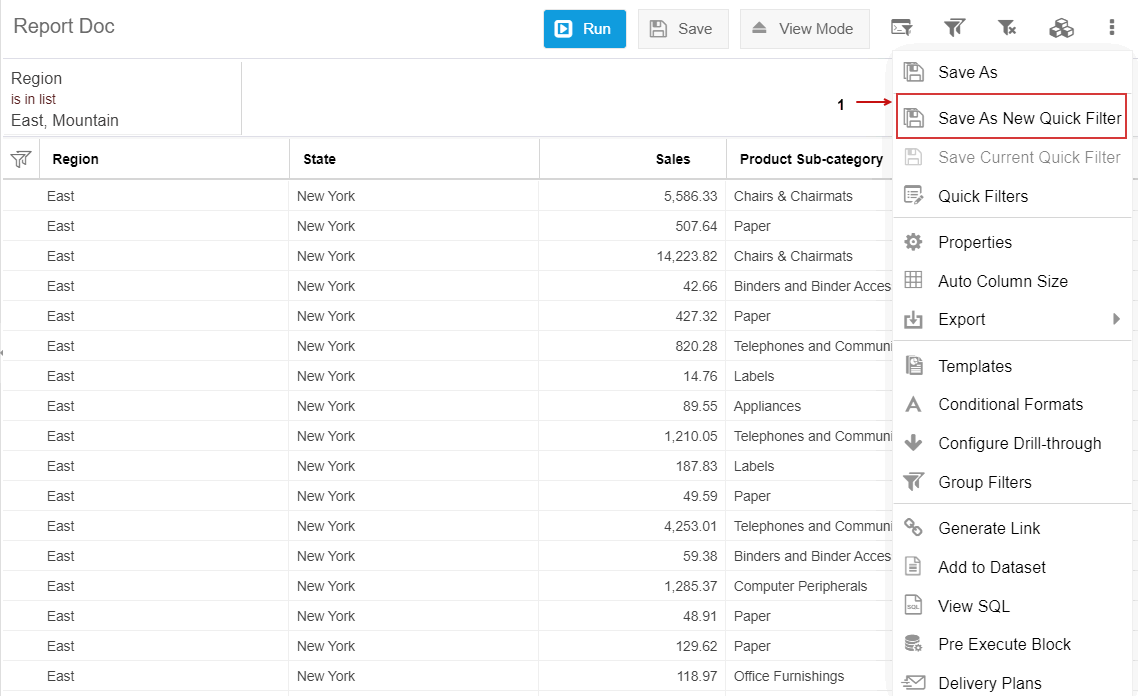 Report Doc Run Save View Mode
Region
is in list
East, Mountain
1
Region State Sales Product Sub-category
East New York 5,586.33 Chairs & Chairmats
East New York 507.64 Paper
East New York 14,223.82 Chairs & Chairmats
East New York 42.66 Binders and Binder Acces
East New York 427.32 Paper
East New York 820.28 Telephones and Communi
East New York 14.76 Labels
East New York 89.55 Appliances
East New York 1,210.05 Telephones and Communi
East New York 187.83 Labels
East New York 49.59 Paper
East New York 4,253.01 Telephones and Communi
East New York 59.38 Binders and Binder Acces
East New York 1,285.37 Computer Peripherals
East New York 48.91 Paper
East New York 129.62 Paper
East New York 118.97 Office Furnishings
Save As
Save As New Quick Filter
Save Current Quick Filter
Quick Filters
Properties
Auto Column Size
Export
Templates
Conditional Formats
Configure Drill-through
Group Filters
Generate Link
Add to Dataset
SQL View SQL
Pre Execute Block
Delivery Plans